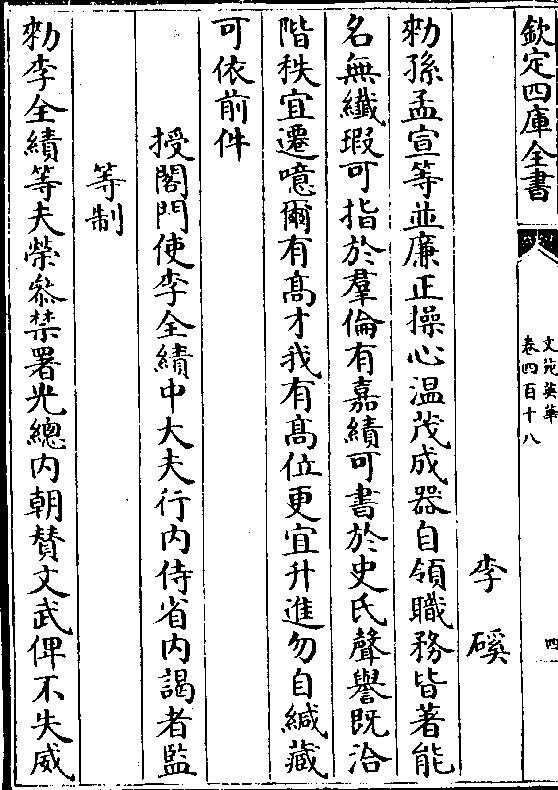 欽定四庫全書
文苑英華
卷四百十八
四
李磎
勑孫孟宣等並廉正操心温茂成器自領職務皆著能
名無纖瑕可指於羣倫有嘉績可書於史氏聲譽既洽
階秩宜遷噫爾有髙才我有髙位更宜升進勿自緘藏
可依前件
授閣門使李全績中大夫行内侍省内謁者監
等制
勑李全績等夫榮叅禁署光總内朝賛文武俾不失威